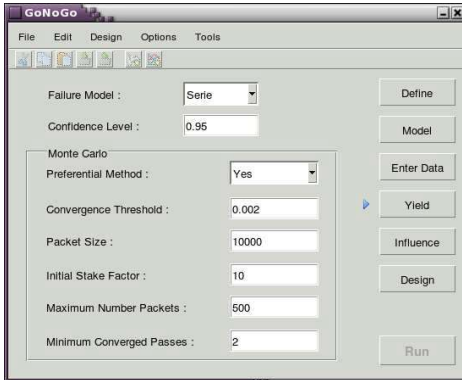 GoNoGo
File Edit Design Options Tools
Failure Model : Serie
Confidence Level : 0.95
Monte Carlo
Preferential Method : Yes
Convergence Threshold : 0.002
Packet Size : 10000
Initial Stake Factor : 10
Maximum Number Packets : 500
Minimum Converged Passes : 2
Define
Model
Enter Data
Yield
Influence
Design
Run